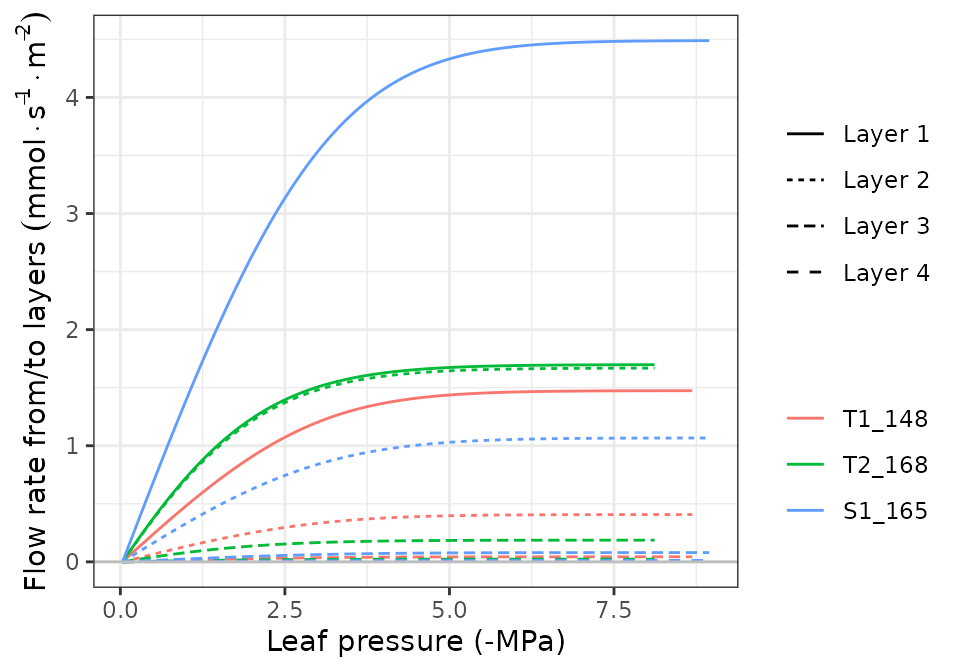 Flow rate from/to layers (mmol · s⁻¹ · m⁻²)
4
3
2
1
0
0.0 2.5 5.0 7.5
Leaf pressure (-MPa)
Layer 1
Layer 2
Layer 3
Layer 4
T1_148
T2_168
S1_165